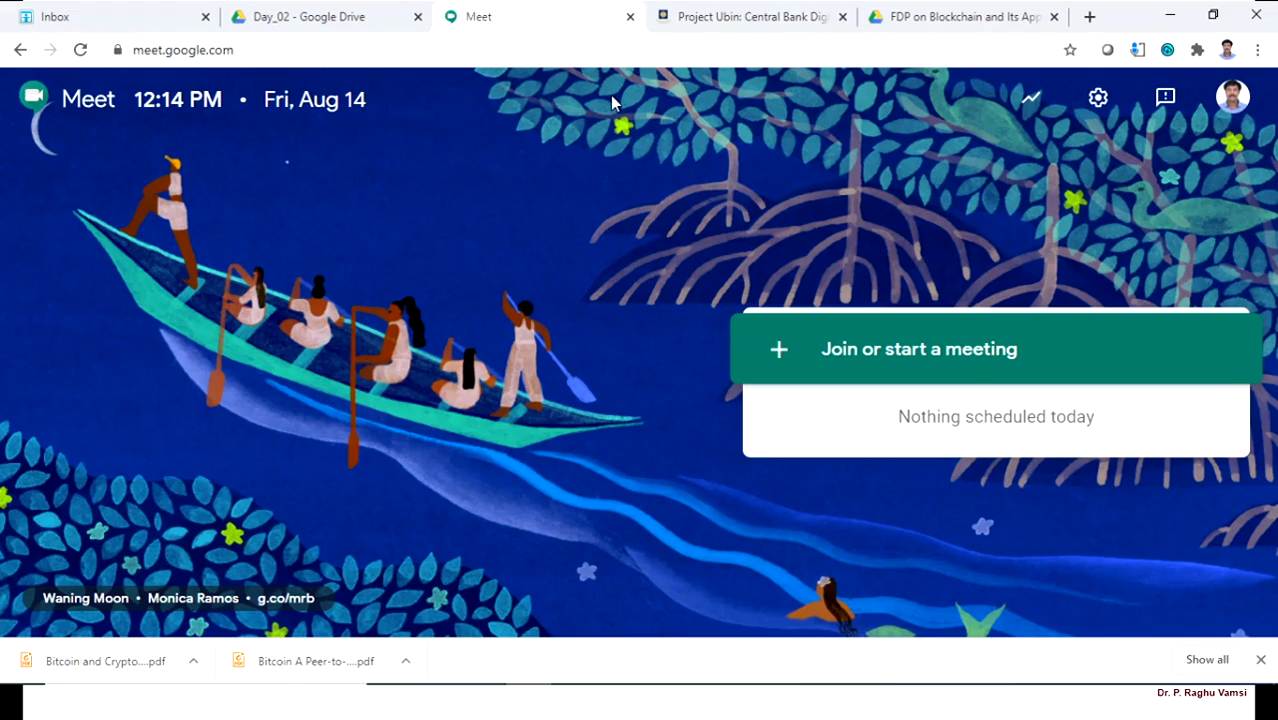 Inbox
Day_02 - Google Drive
Meet
Project Ubin: Central Bank Dig
FDP on Blockchain and Its App
meet.google.com
Meet 12:14 PM • Fri, Aug 14
Join or start a meeting
Nothing scheduled today
Waning Moon • Monica Ramos • g.co/mrb
Bitcoin and Crypto....pdf
Bitcoin A Peer-to-....pdf
Show all
Dr. P. Raghu Vamsi